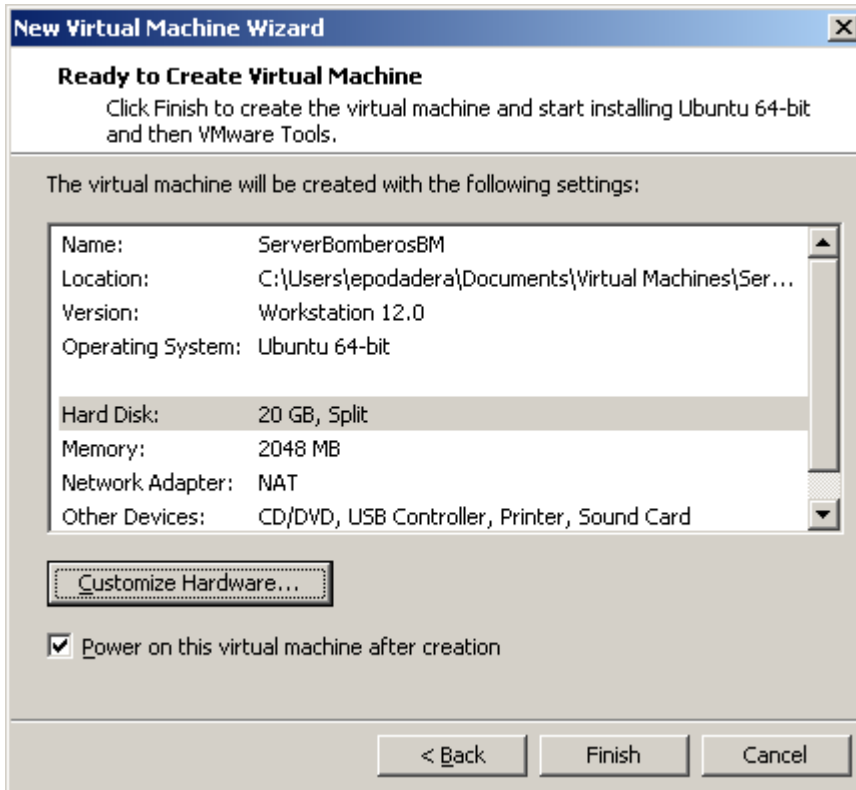 New Virtual Machine Wizard
Ready to Create Virtual Machine
Click Finish to create the virtual machine and start installing Ubuntu 64-bit
and then VMware Tools.
The virtual machine will be created with the following settings:
Name: ServerBomberosBM
Location: C:\Users\epodadera\Documents\Virtual Machines\Ser...
Version: Workstation 12.0
Operating System: Ubuntu 64-bit
Hard Disk: 20 GB, Split
Memory: 2048 MB
Network Adapter: NAT
Other Devices: CD/DVD, USB Controller, Printer, Sound Card
Customize Hardware...
Power on this virtual machine after creation
< Back Finish Cancel